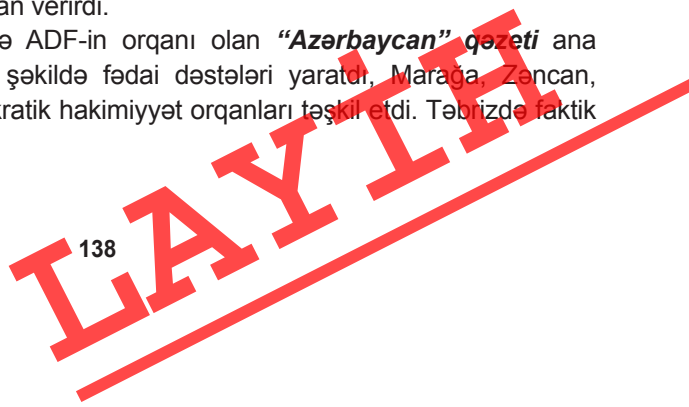 an verirdi.
ə ADF-in orqanı olan “Azərbaycan” qəzeti ana
şəkildə fədai dəstələri yaratdı, Marağa, Zəncan,
kratik hakimiyyət orqanları təşkil etdi. Təbrizdə faktik
138
LAYİH